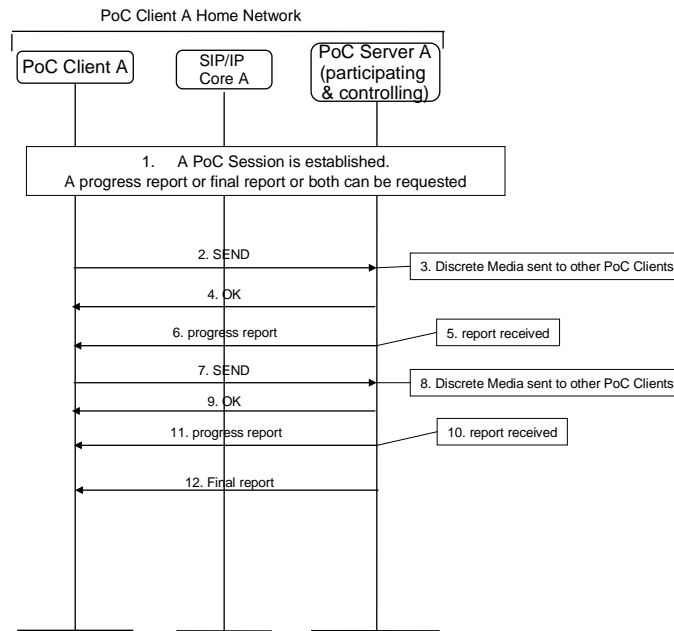 PoC Client A Home Network
PoC Client A
SIP/IP
Core A
PoC Server A
(participating
& controlling)
1. A PoC Session is established.
A progress report or final report or both can be requested
2. SEND
3. Discrete Media sent to other PoC Clients
4. OK
6. progress report
5. report received
7. SEND
8. Discrete Media sent to other PoC Clients
9. OK
11. progress report
10. report received
12. Final report